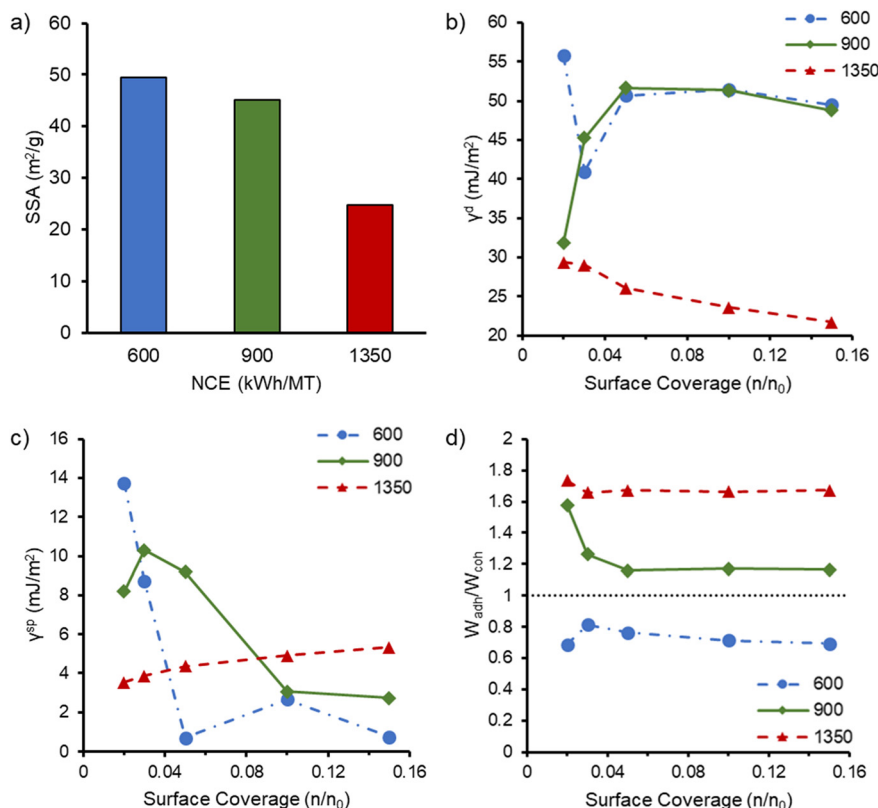 a)
60
50
40
30
20
10
0
SSA (m²/g)
600 900 1350
NCE (kWh/MT)
b)
600
900
1350
60
55
50
45
40
35
30
25
20
γᵈ (mJ/m²)
0 0.04 0.08 0.12 0.16
Surface Coverage (n/n₀)
c)
600
900
1350
16
14
12
10
8
6
4
2
0
γˢᵖ (mJ/m²)
0 0.04 0.08 0.12 0.16
Surface Coverage (n/n₀)
d)
2
1.8
1.6
1.4
1.2
1
0.8
0.6
0.4
0.2
0
W_adh/W_coh
600
900
1350
0 0.04 0.08 0.12 0.16
Surface Coverage (n/n₀)